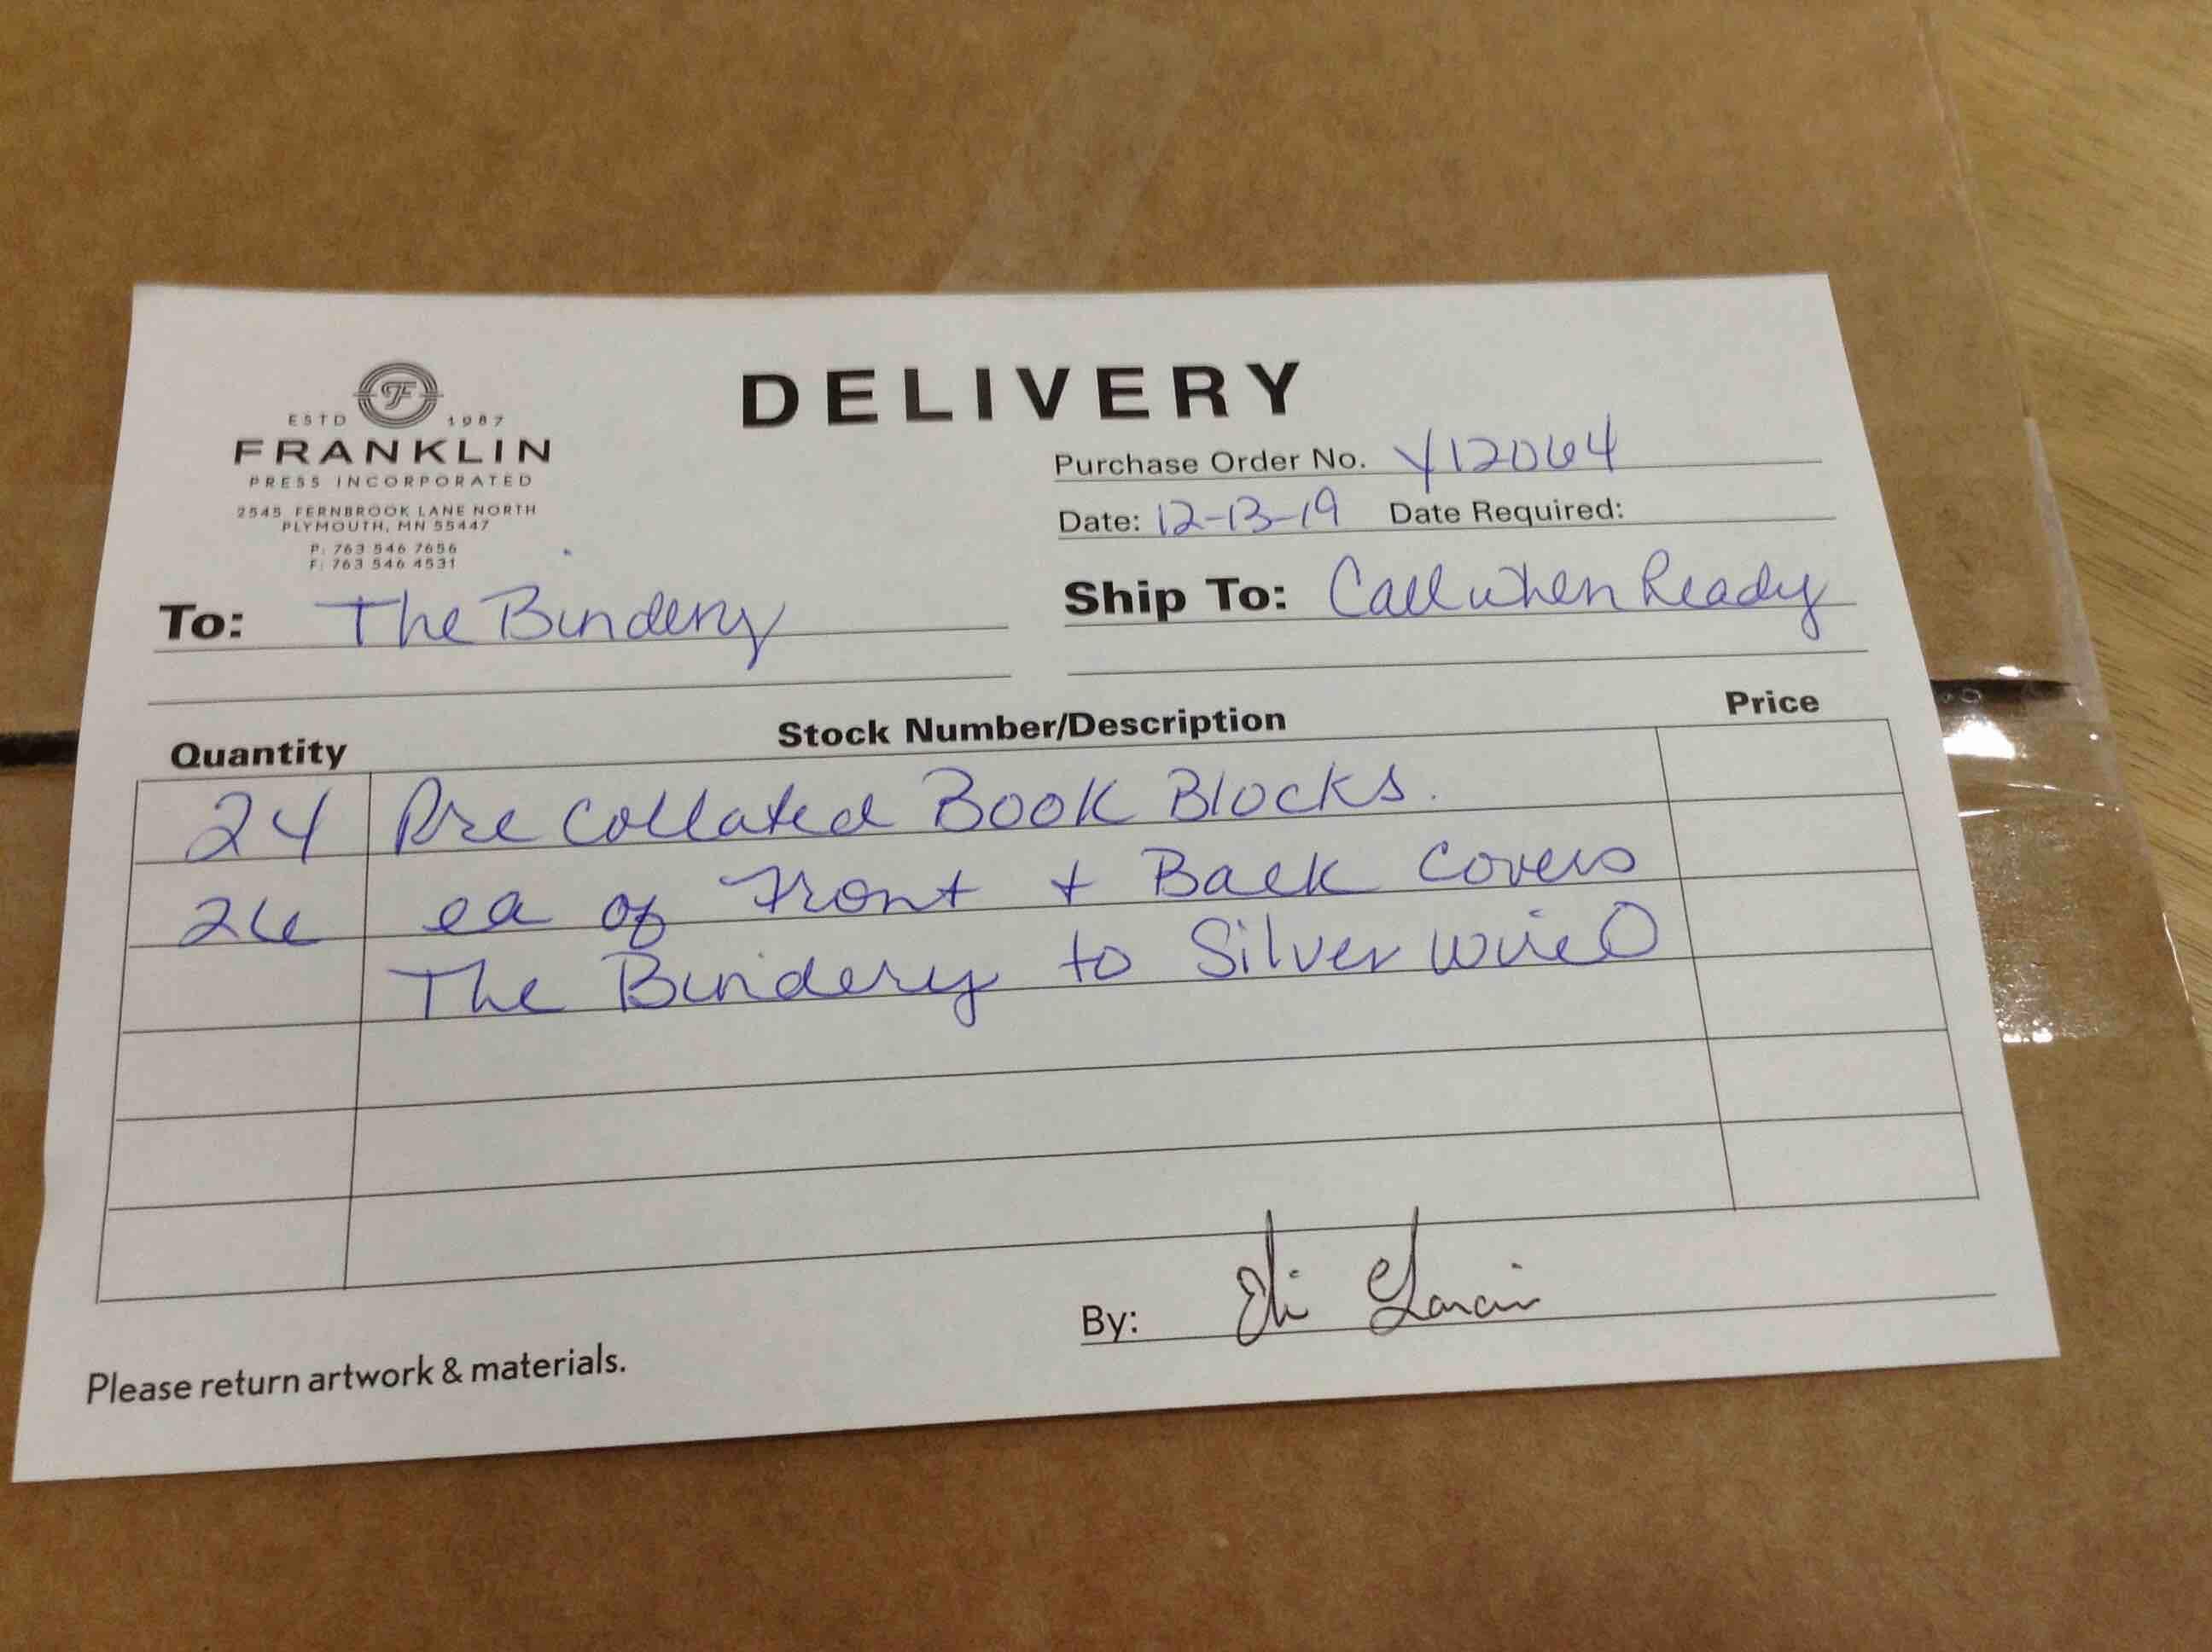 ESTD 1987
FRANKLIN
PRESS INCORPORATED
2545 FERNBROOK LANE NORTH
PLYMOUTH, MN 55447
P: 763 546 7656
F: 763 546 4531
DELIVERY
Purchase Order No. Y12064
Date: 12-13-19 Date Required:
To: The Bindery
Ship To: Call when Ready
Quantity Stock Number/Description Price
24 Pre Collated Book Blocks.
26 ea of Front + Back Covers
The Bindery to Silver wire O
By: Eli
Please return artwork & materials.